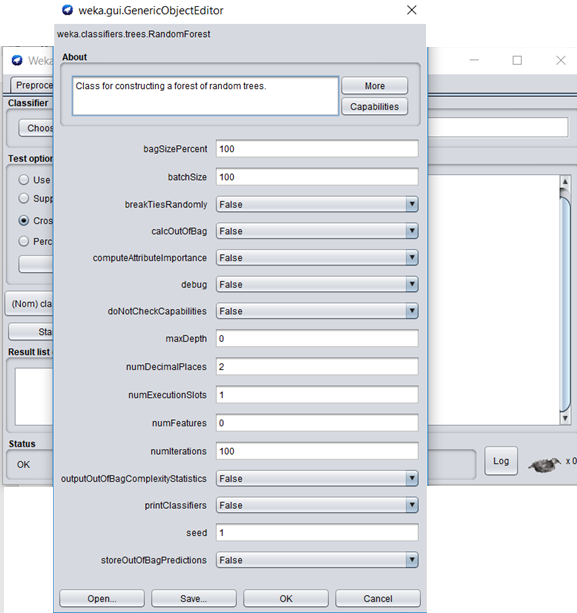 weka.gui.GenericObjectEditor
weka.classifiers.trees.RandomForest
About
Class for constructing a forest of random trees.
More
Capabilities
bagSizePercent 100
batchSize 100
breakTiesRandomly False
calcOutOfBag False
computeAttributeImportance False
debug False
doNotCheckCapabilities False
maxDepth 0
numDecimalPlaces 2
numExecutionSlots 1
numFeatures 0
numIterations 100
outputOutOfBagComplexityStatistics False
printClassifiers False
seed 1
storeOutOfBagPredictions False
Open... Save... OK Cancel
Weka
Preproce
Classifier
Choos
Test option
Use
Supp
Cros
Perc
(Nom) cla
Sta
Result list
Status
OK
Log
x 0